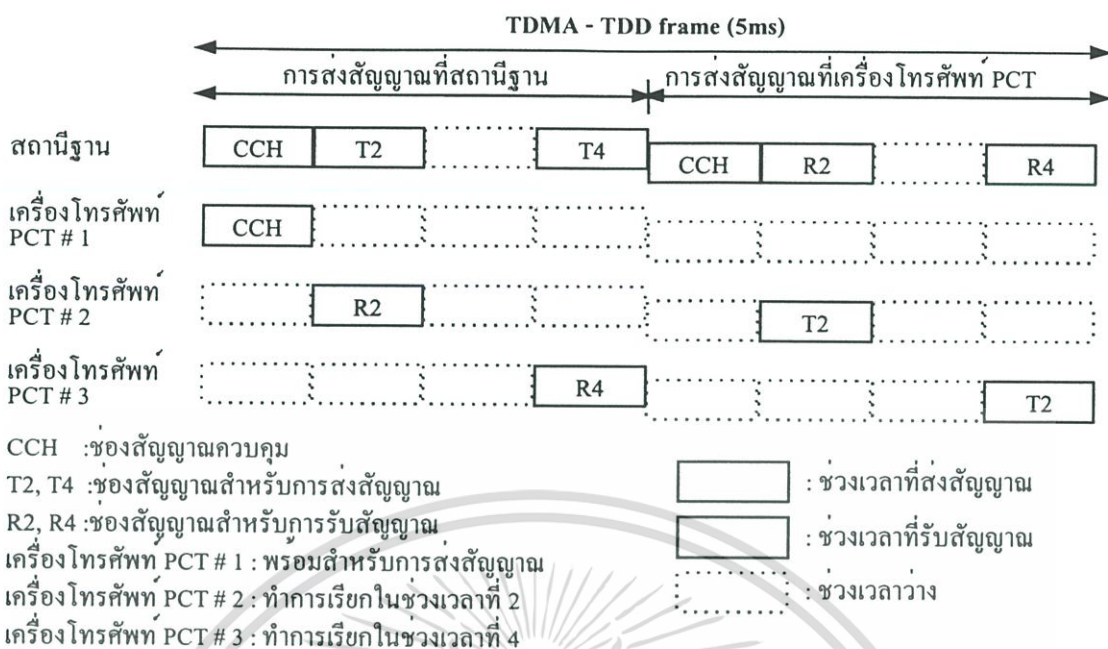 TDMA - TDD frame (5ms)
การส่งสัญญาณที่สถานีฐาน การส่งสัญญาณที่เครื่องโทรศัพท์ PCT
สถานีฐาน CCH T2 T4 CCH R2 R4
เครื่องโทรศัพท์
PCT # 1 CCH
เครื่องโทรศัพท์
PCT # 2 R2 T2
เครื่องโทรศัพท์
PCT # 3 R4 T2
CCH :ช่องสัญญาณควบคุม
T2, T4 :ช่องสัญญาณสำหรับการส่งสัญญาณ : ช่วงเวลาที่ส่งสัญญาณ
R2, R4 :ช่องสัญญาณสำหรับการรับสัญญาณ : ช่วงเวลาที่รับสัญญาณ
เครื่องโทรศัพท์ PCT # 1 : พร้อมสำหรับการส่งสัญญาณ
เครื่องโทรศัพท์ PCT # 2 : ทำการเรียกในช่วงเวลาที่ 2 : ช่วงเวลาว่าง
เครื่องโทรศัพท์ PCT # 3 : ทำการเรียกในช่วงเวลาที่ 4